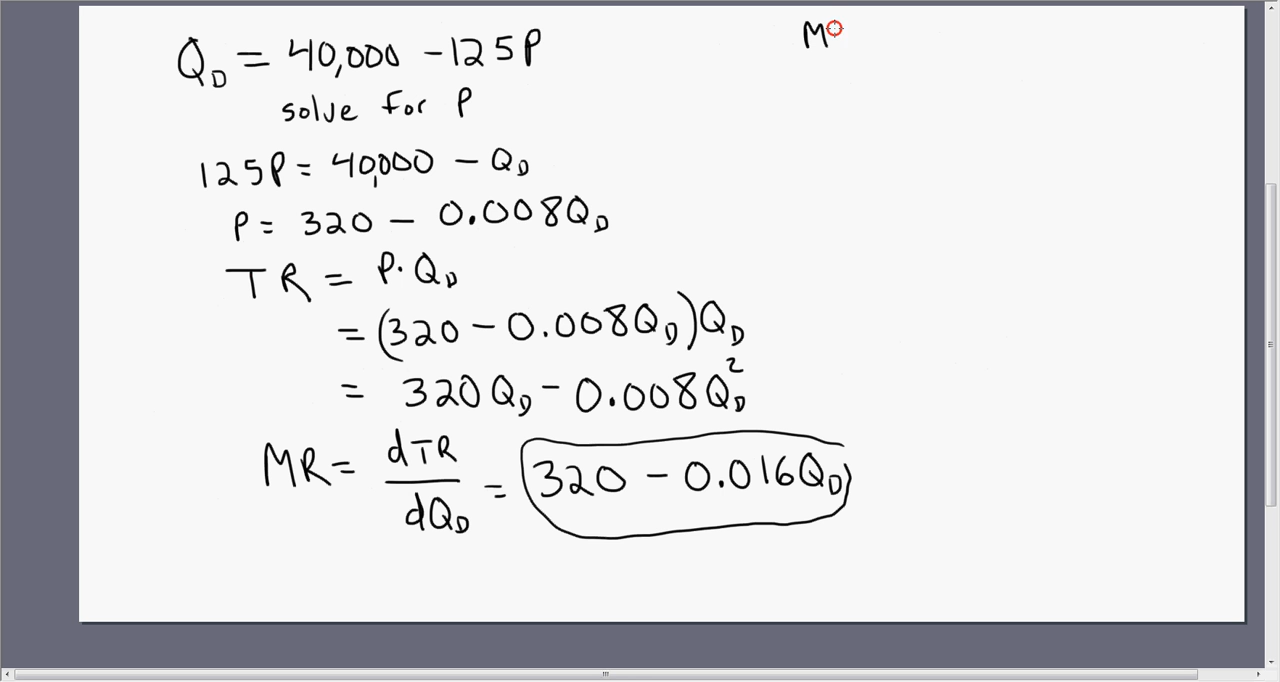 Q_D = 40,000 - 125P
solve for P
125P = 40,000 - Q_D
P = 320 - 0.008Q_D
TR = P·Q_D
= (320 - 0.008Q_D)Q_D
= 320Q_D - 0.008Q_D^2
MR = dTR/dQ_D = 320 - 0.016Q_D
M